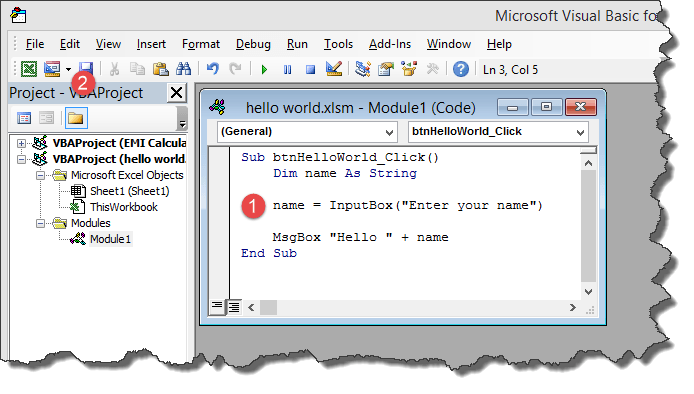 Microsoft Visual Basic fo
File Edit View Insert Format Debug Run Tools Add-Ins Window Help
2
Ln 3, Col 5
Project - VBAProject
VBAProject (EMI Calcula
VBAProject (hello world.
Microsoft Excel Objects
Sheet1 (Sheet1)
ThisWorkbook
Modules
Module1
hello world.xlsm - Module1 (Code)
(General) btnHelloWorld_Click
Sub btnHelloWorld_Click()
Dim name As String
1 name = InputBox("Enter your name")
MsgBox "Hello " + name
End Sub